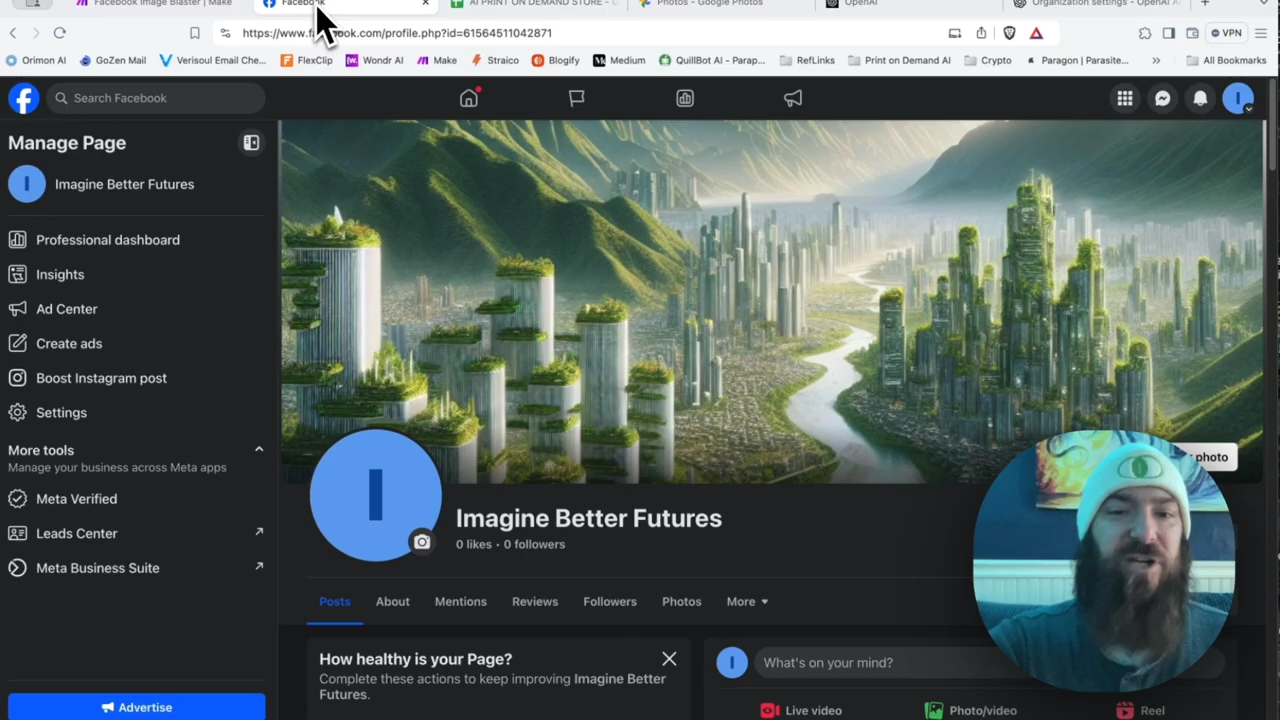 Facebook Image Blaster | Make
Facebook
AI PRINT ON DEMAND STORE -
Photos - Google Photos
OpenAI
Organization settings - OpenAI
https://www.facebook.com/profile.php?id=61564511042871
VPN
Orimon AI
GoZen Mail
Verisoul Email Che...
FlexClip
Wondr AI
Make
Straico
Blogify
Medium
QuillBot AI - Parap...
RefLinks
Print on Demand AI
Crypto
Paragon | Parasite...
All Bookmarks
Search Facebook
I
Manage Page
I
Imagine Better Futures
Professional dashboard
Insights
Ad Center
Create ads
Boost Instagram post
Settings
More tools
Manage your business across Meta apps
Meta Verified
Leads Center
Meta Business Suite
Advertise
photo
I
Imagine Better Futures
0 likes • 0 followers
Posts
About
Mentions
Reviews
Followers
Photos
More
How healthy is your Page?
Complete these actions to keep improving Imagine Better
Futures.
I
What's on your mind?
Live video
Photo/video
Reel